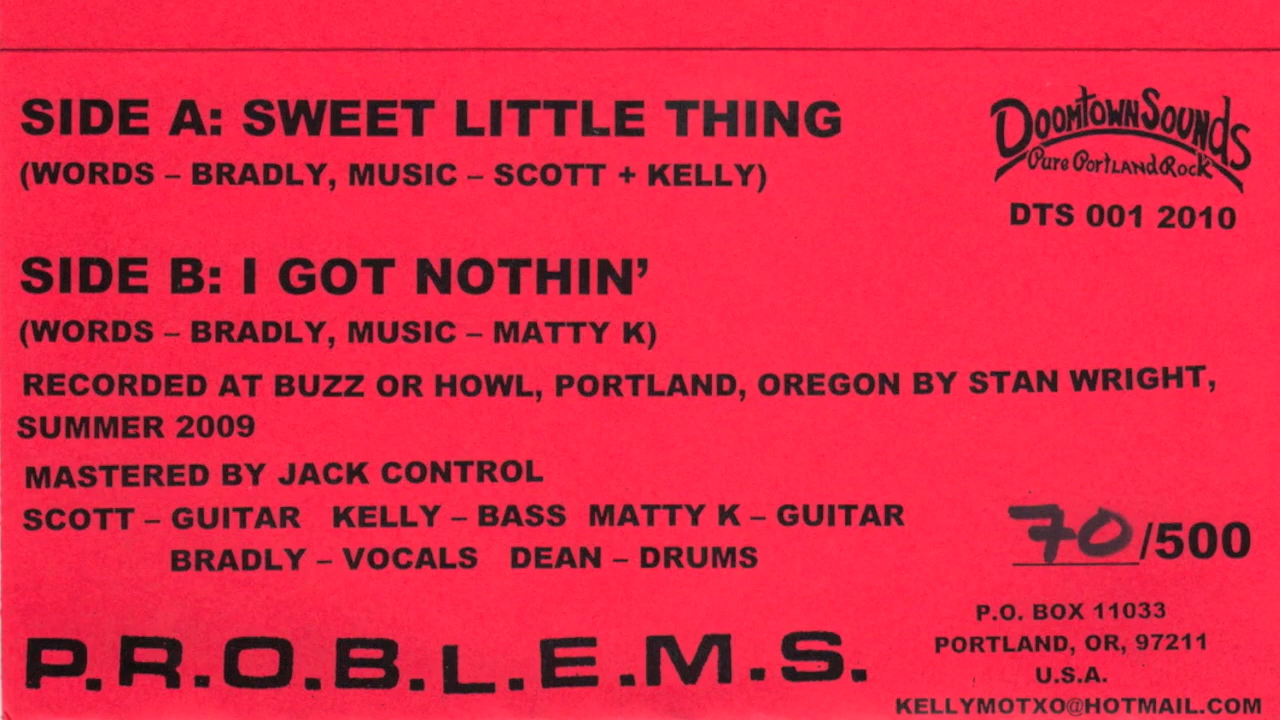 SIDE A: SWEET LITTLE THING
(WORDS – BRADLY, MUSIC – SCOTT + KELLY)
DOOMTOWN SOUNDS
Pure Portland Rock
DTS 001 2010
SIDE B: I GOT NOTHIN’
(WORDS – BRADLY, MUSIC – MATTY K)
RECORDED AT BUZZ OR HOWL, PORTLAND, OREGON BY STAN WRIGHT,
SUMMER 2009
MASTERED BY JACK CONTROL
SCOTT – GUITAR KELLY – BASS MATTY K – GUITAR
BRADLY – VOCALS DEAN – DRUMS
70/500
P.R.O.B.L.E.M.S.
P.O. BOX 11033
PORTLAND, OR, 97211
U.S.A.
KELLYMOTXO@HOTMAIL.COM